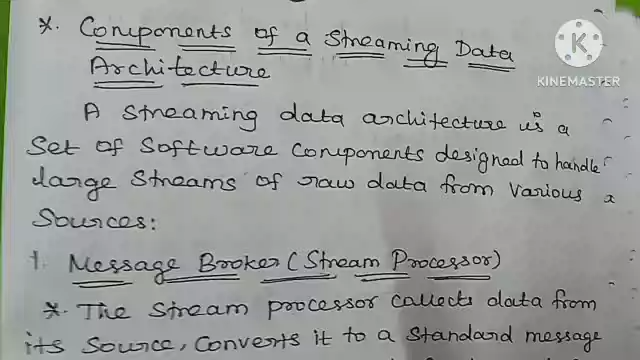 *. Components of a Streaming Data
Architecture
A streaming data architecture is a
set of software components designed to handle
large streams of raw data from various
Sources:
1. Message Broker (Stream Processor)
*. The stream processor collects data from
its source, converts it to a standard message
KINEMASTER